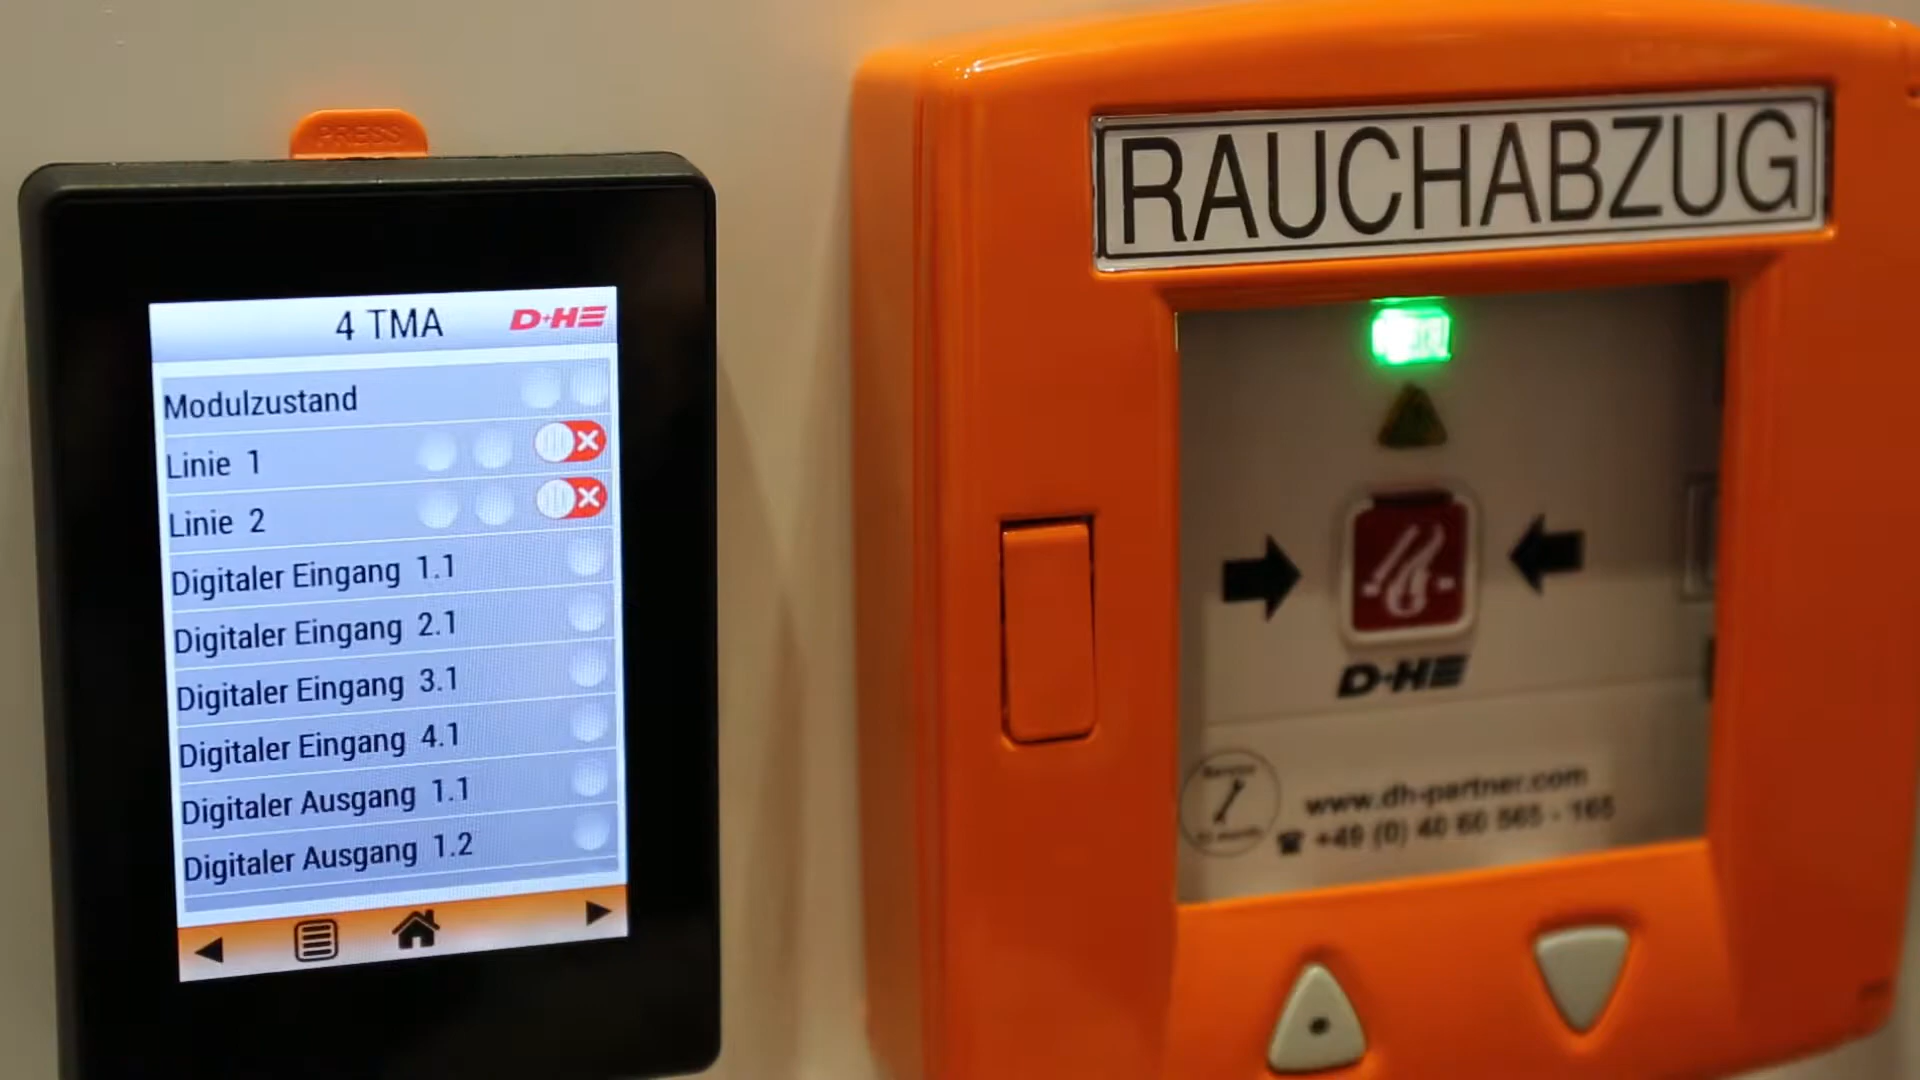 PRESS
4 TMA
D+H
Modulzustand
Linie 1
Linie 2
Digitaler Eingang 1.1
Digitaler Eingang 2.1
Digitaler Eingang 3.1
Digitaler Eingang 4.1
Digitaler Ausgang 1.1
Digitaler Ausgang 1.2
RAUCHABZUG
D+H
Service
www.dh-partner.com
+49 (0) 40 60 565 - 165